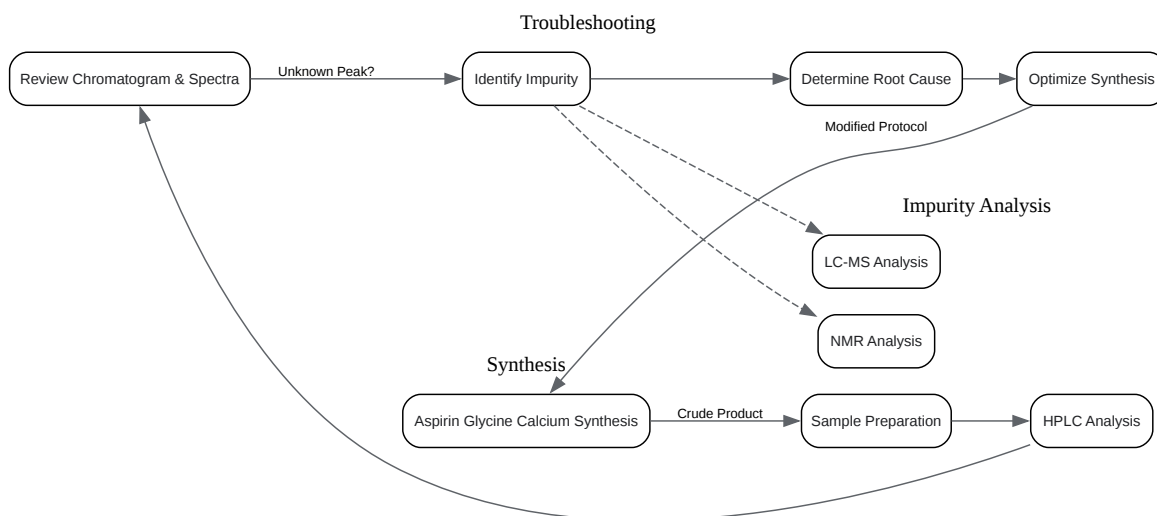 Troubleshooting
Review Chromatogram & Spectra
Unknown Peak?
Identify Impurity
Determine Root Cause
Optimize Synthesis
Modified Protocol
Impurity Analysis
LC-MS Analysis
NMR Analysis
Synthesis
Aspirin Glycine Calcium Synthesis
Crude Product
Sample Preparation
HPLC Analysis